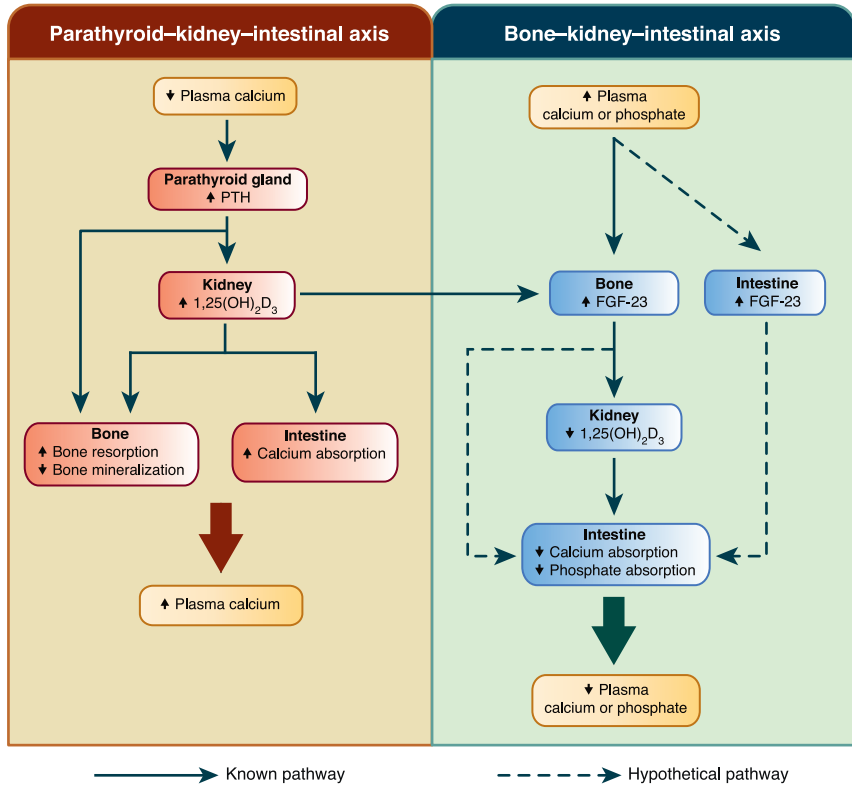 Parathyroid–kidney–intestinal axis
↓ Plasma calcium
Parathyroid gland
↑ PTH
Kidney
↑ 1,25(OH)₂D₃
Bone
↑ Bone resorption
↓ Bone mineralization
Intestine
↑ Calcium absorption
↑ Plasma calcium
Bone–kidney–intestinal axis
↑ Plasma
calcium or phosphate
Bone
↑ FGF-23
Intestine
↑ FGF-23
Kidney
↓ 1,25(OH)₂D₃
Intestine
↓ Calcium absorption
↓ Phosphate absorption
↓ Plasma
calcium or phosphate
Known pathway
Hypothetical pathway